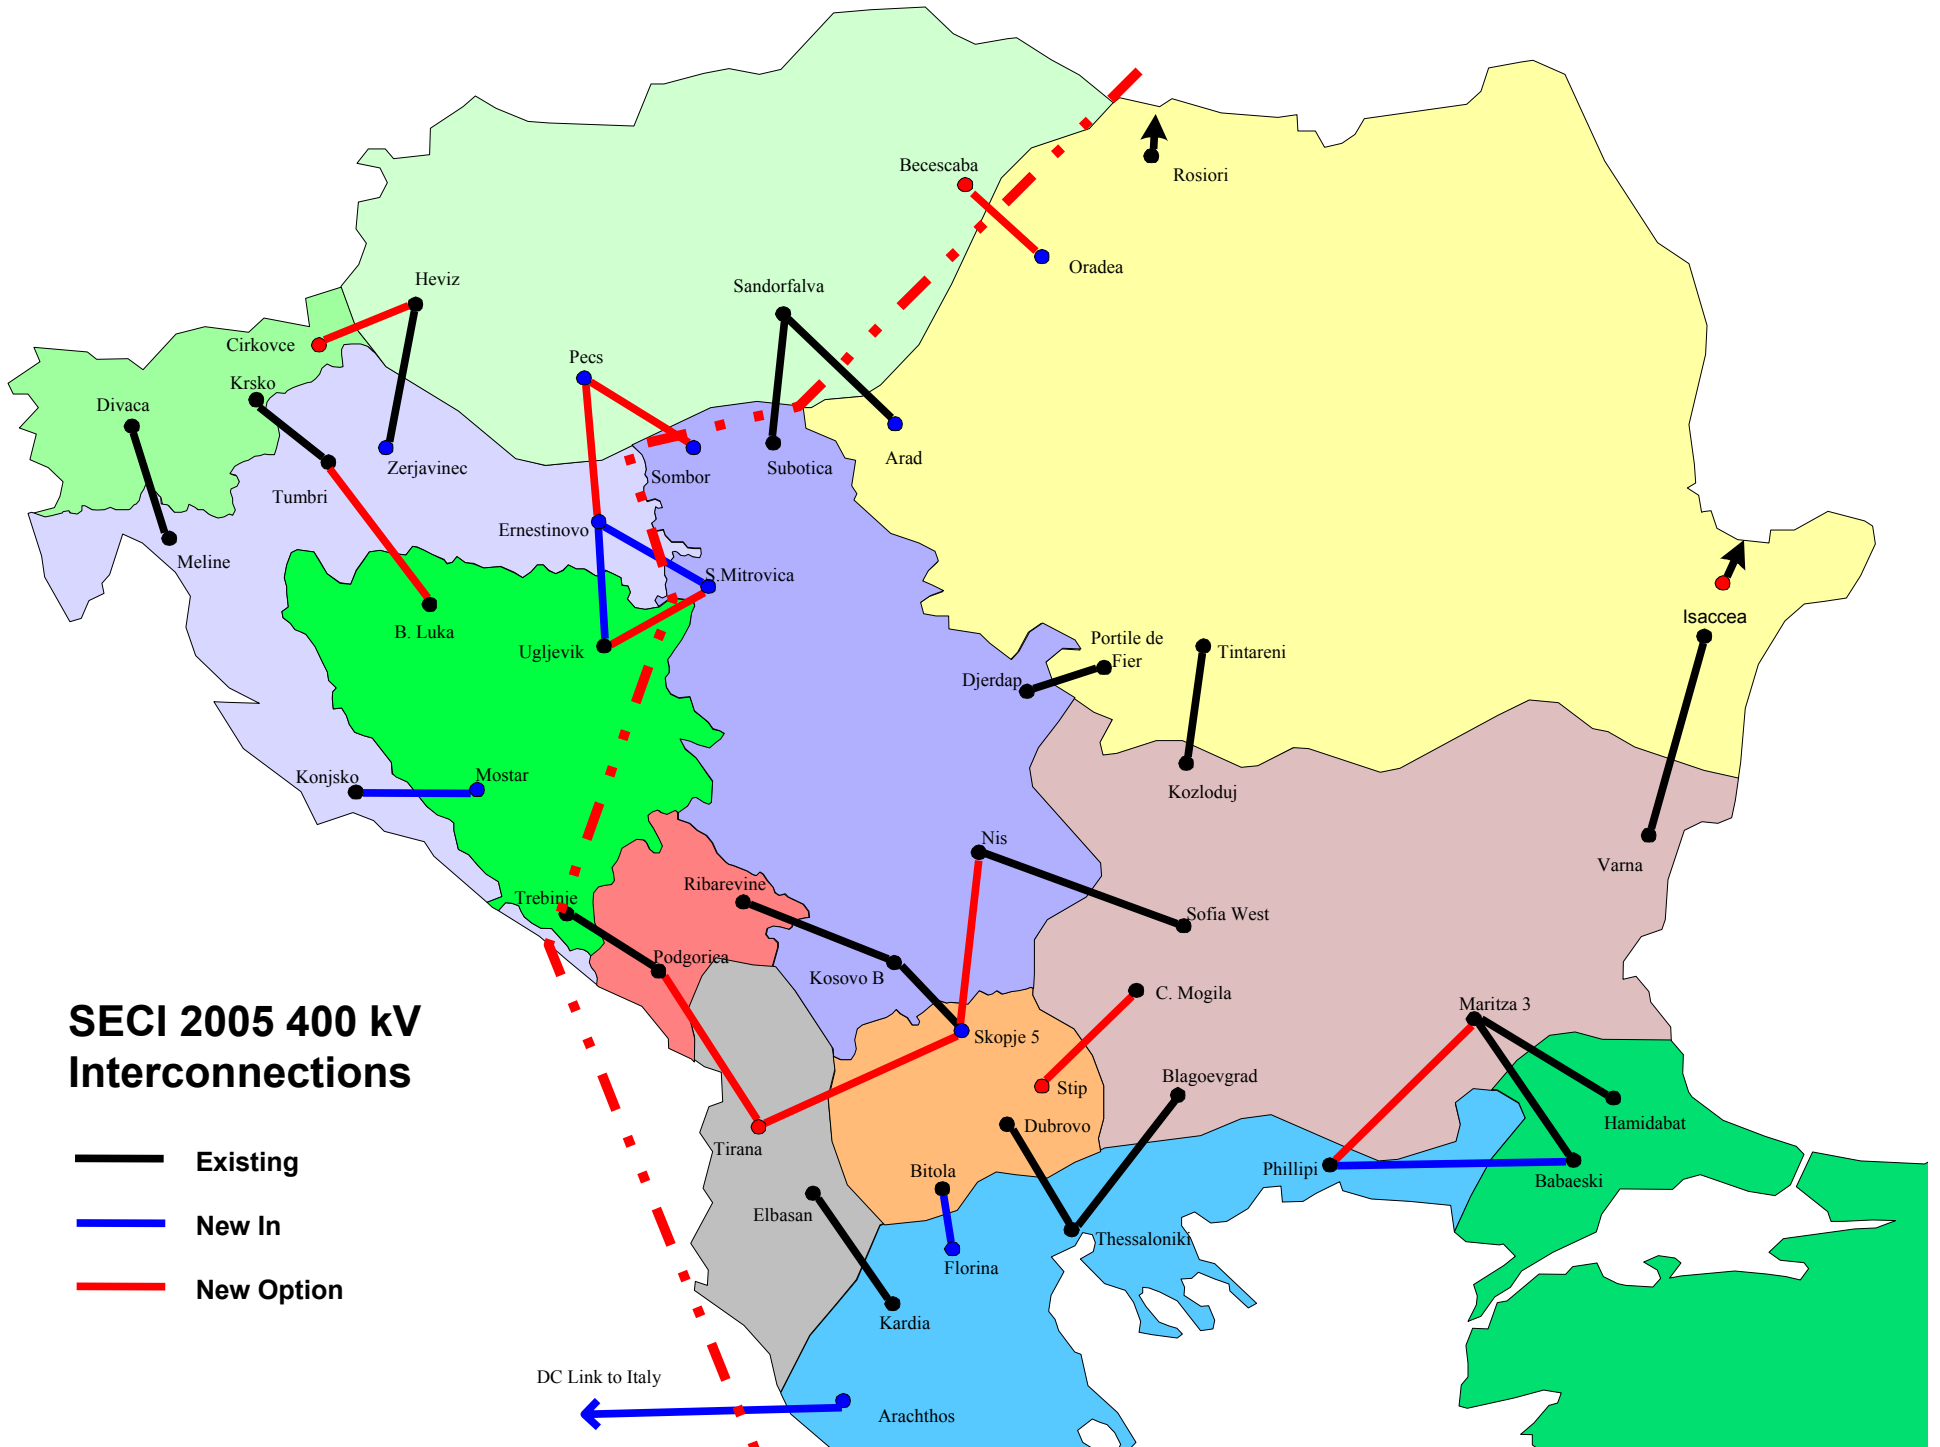 Becescaba
Rosiori
Oradea
Heviz
Sandorfalva
Cirkovce
Pecs
Krsko
Divaca
Zerjavinec
Sombor
Subotica
Arad
Tumbri
Ernestinovo
Meline
S.Mitrovica
Isaccea
B. Luka
Ugljevik
Portile de
Fier
Tintareni
Djerdap
Konjsko
Mostar
Kozloduj
Nis
Varna
Ribarevine
Trebinje
Sofia West
Podgorica
Kosovo B
C. Mogila
Maritza 3
SECI 2005 400 kV
Interconnections
Skopje 5
Blagoevgrad
Stip
Dubrovo
Hamidabat
Tirana
Existing
Bitola
Phillipi
Babaeski
Elbasan
New In
Thessaloniki
Florina
New Option
Kardia
DC Link to Italy
Arachthos